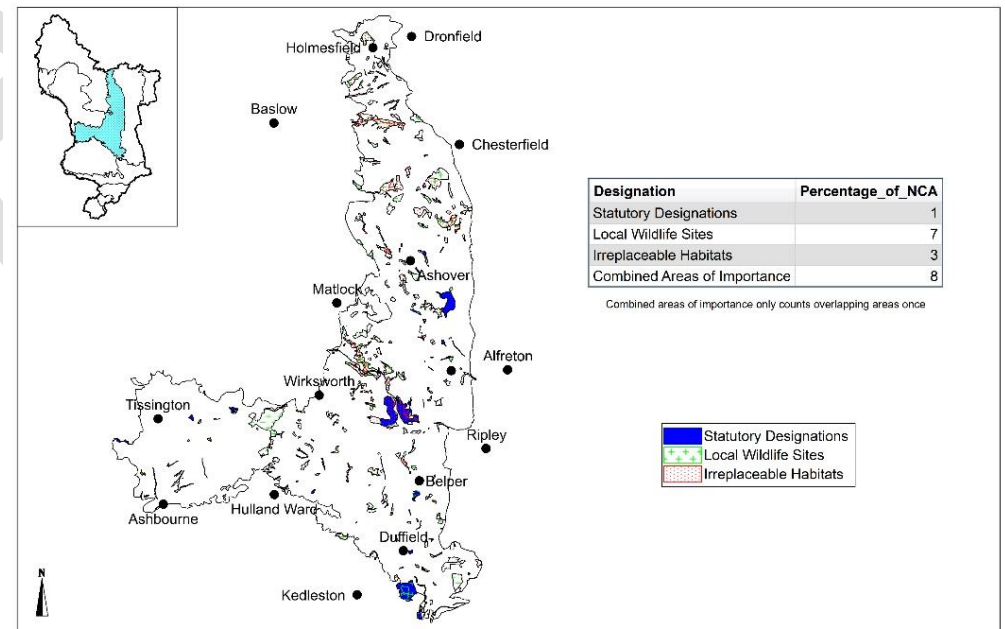 Dronfield
Holmesfield
Baslow
Chesterfield
Designation Percentage_of_NCA
Statutory Designations 1
Local Wildlife Sites 7
Irreplaceable Habitats 3
Combined Areas of Importance 8
Combined areas of importance only counts overlapping areas once
Ashover
Matlock
Alfreton
Wirksworth
Tissington
Ripley
Statutory Designations
Local Wildlife Sites
Irreplaceable Habitats
Belper
Hulland Ward
Ashbourne
Duffield
N
Kedleston